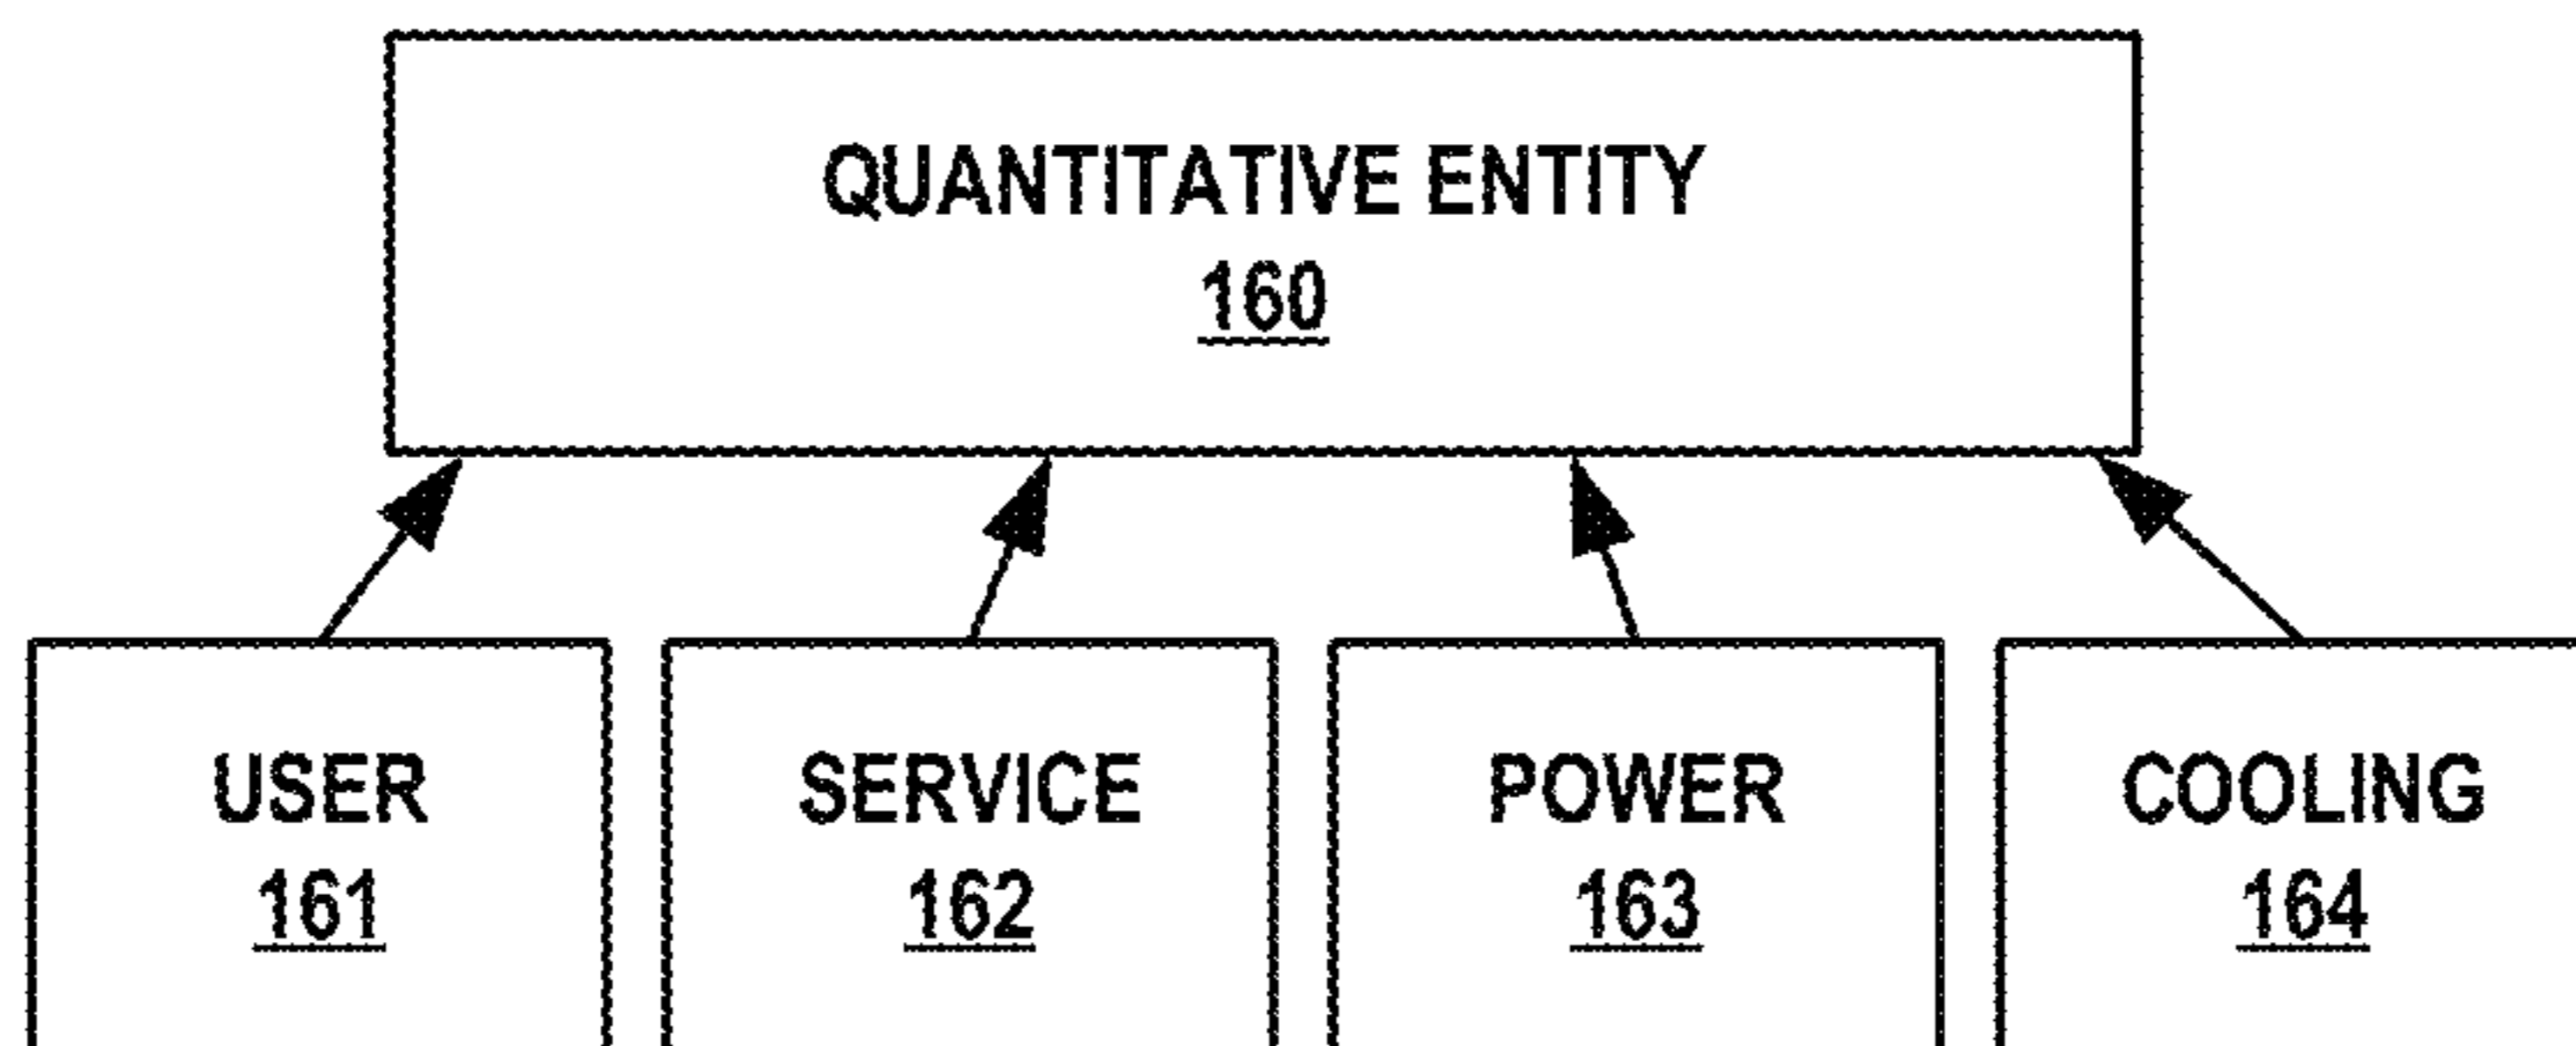 QUANTITATIVE ENTITY
160
USER
161
SERVICE
162
POWER
163
COOLING
164